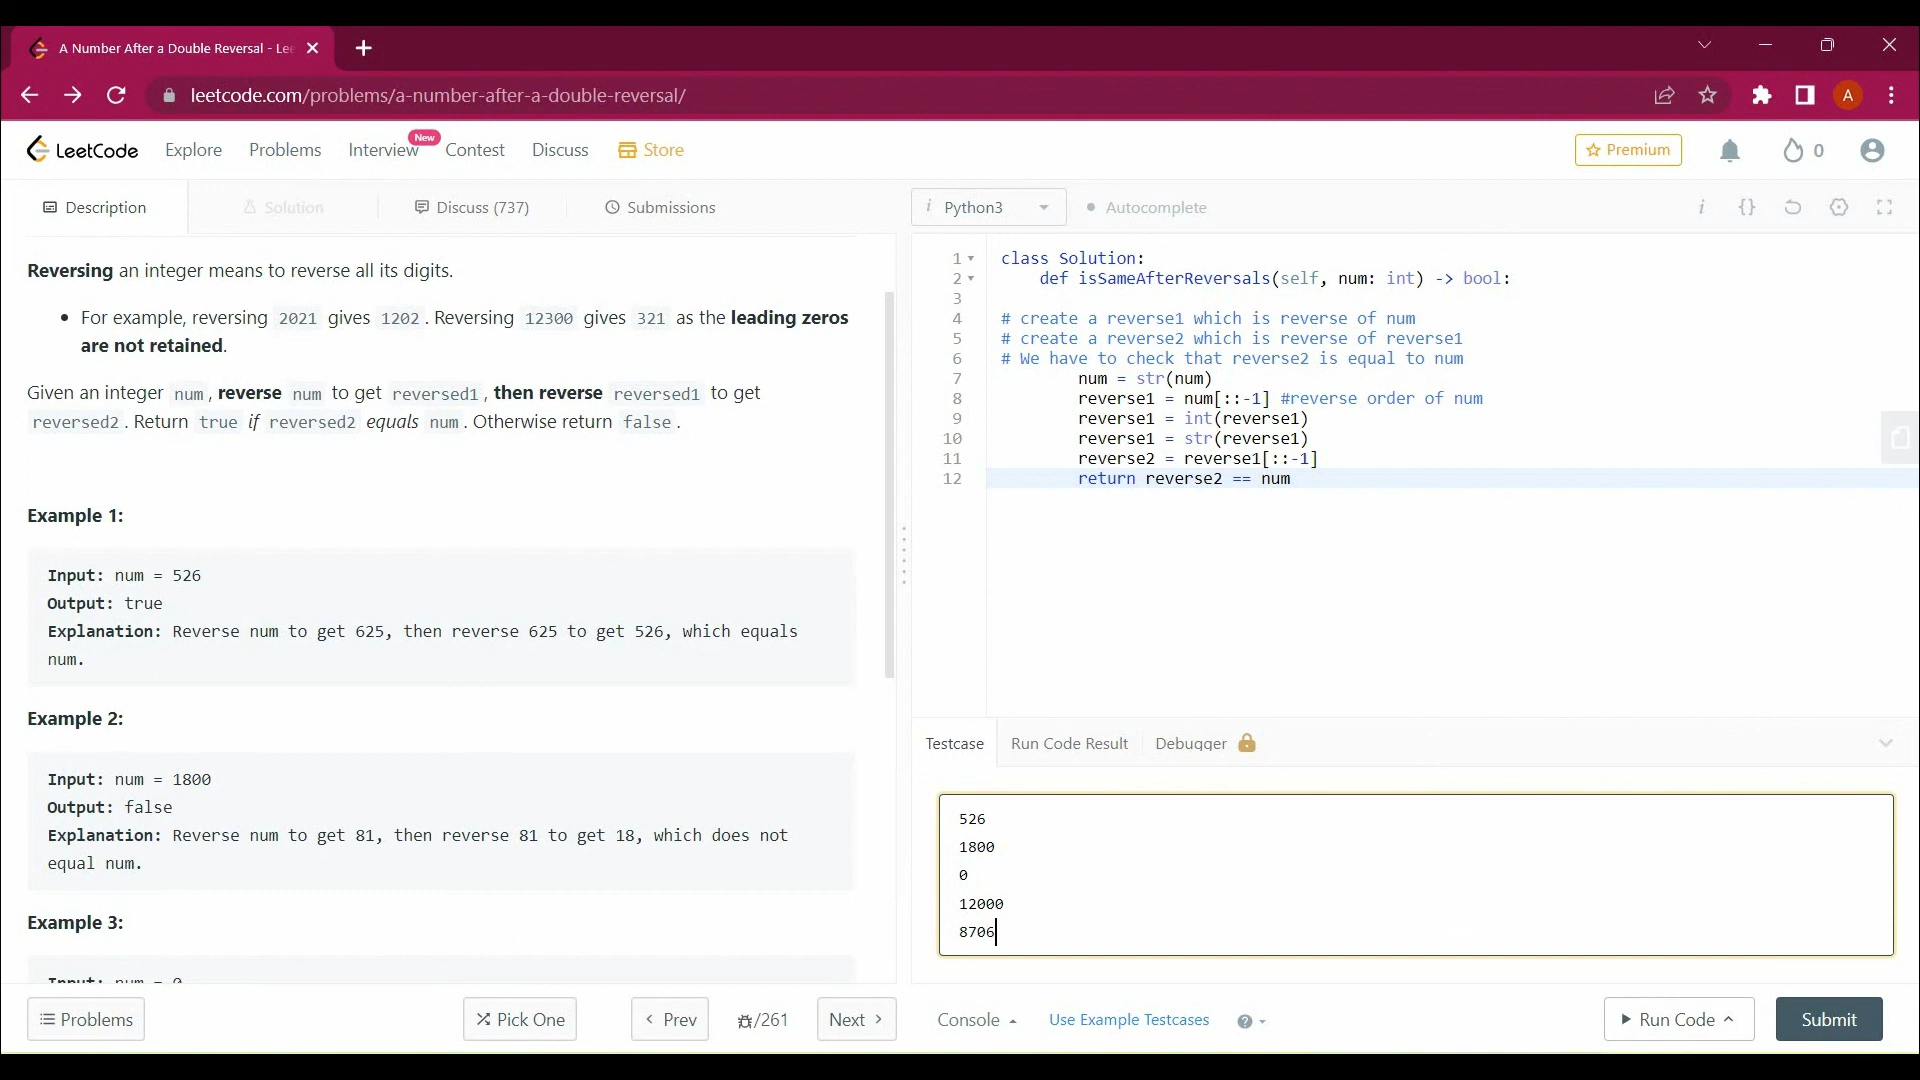 A Number After a Double Reversal - Lee
leetcode.com/problems/a-number-after-a-double-reversal/
A
LeetCode Explore Problems Interview New Contest Discuss Store Premium 0
Description Solution Discuss (737) Submissions
Reversing an integer means to reverse all its digits.
• For example, reversing 2021 gives 1202. Reversing 12300 gives 321 as the leading zeros
are not retained.
Given an integer num, reverse num to get reversed1, then reverse reversed1 to get
reversed2. Return true if reversed2 equals num. Otherwise return false.
Example 1:
Input: num = 526
Output: true
Explanation: Reverse num to get 625, then reverse 625 to get 526, which equals
num.
Example 2:
Input: num = 1800
Output: false
Explanation: Reverse num to get 81, then reverse 81 to get 18, which does not
equal num.
Example 3:
Input: num = 0
Problems Pick One < Prev /261 Next >
i Python3 Autocomplete i {}
1 class Solution:
2 def isSameAfterReversals(self, num: int) -> bool:
3
4 # create a reverse1 which is reverse of num
5 # create a reverse2 which is reverse of reverse1
6 # We have to check that reverse2 is equal to num
7 num = str(num)
8 reverse1 = num[::-1] #reverse order of num
9 reverse1 = int(reverse1)
10 reverse1 = str(reverse1)
11 reverse2 = reverse1[::-1]
12 return reverse2 == num
Testcase Run Code Result Debugger
526
1800
0
12000
8706
Console Use Example Testcases ? Run Code Submit